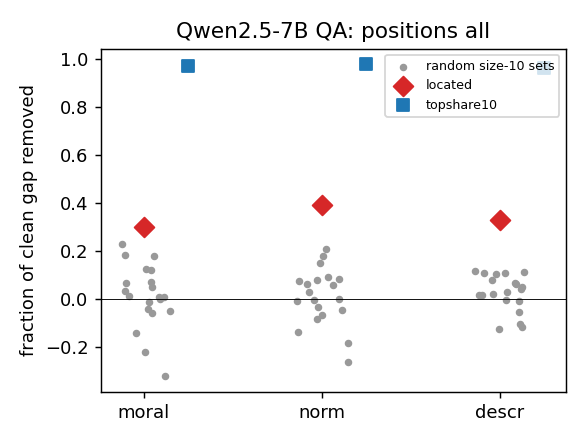 Qwen2.5-7B QA: positions all
fraction of clean gap removed
1.0
0.8
0.6
0.4
0.2
0.0
−0.2
random size-10 sets
located
topshare10
moral
norm
descr